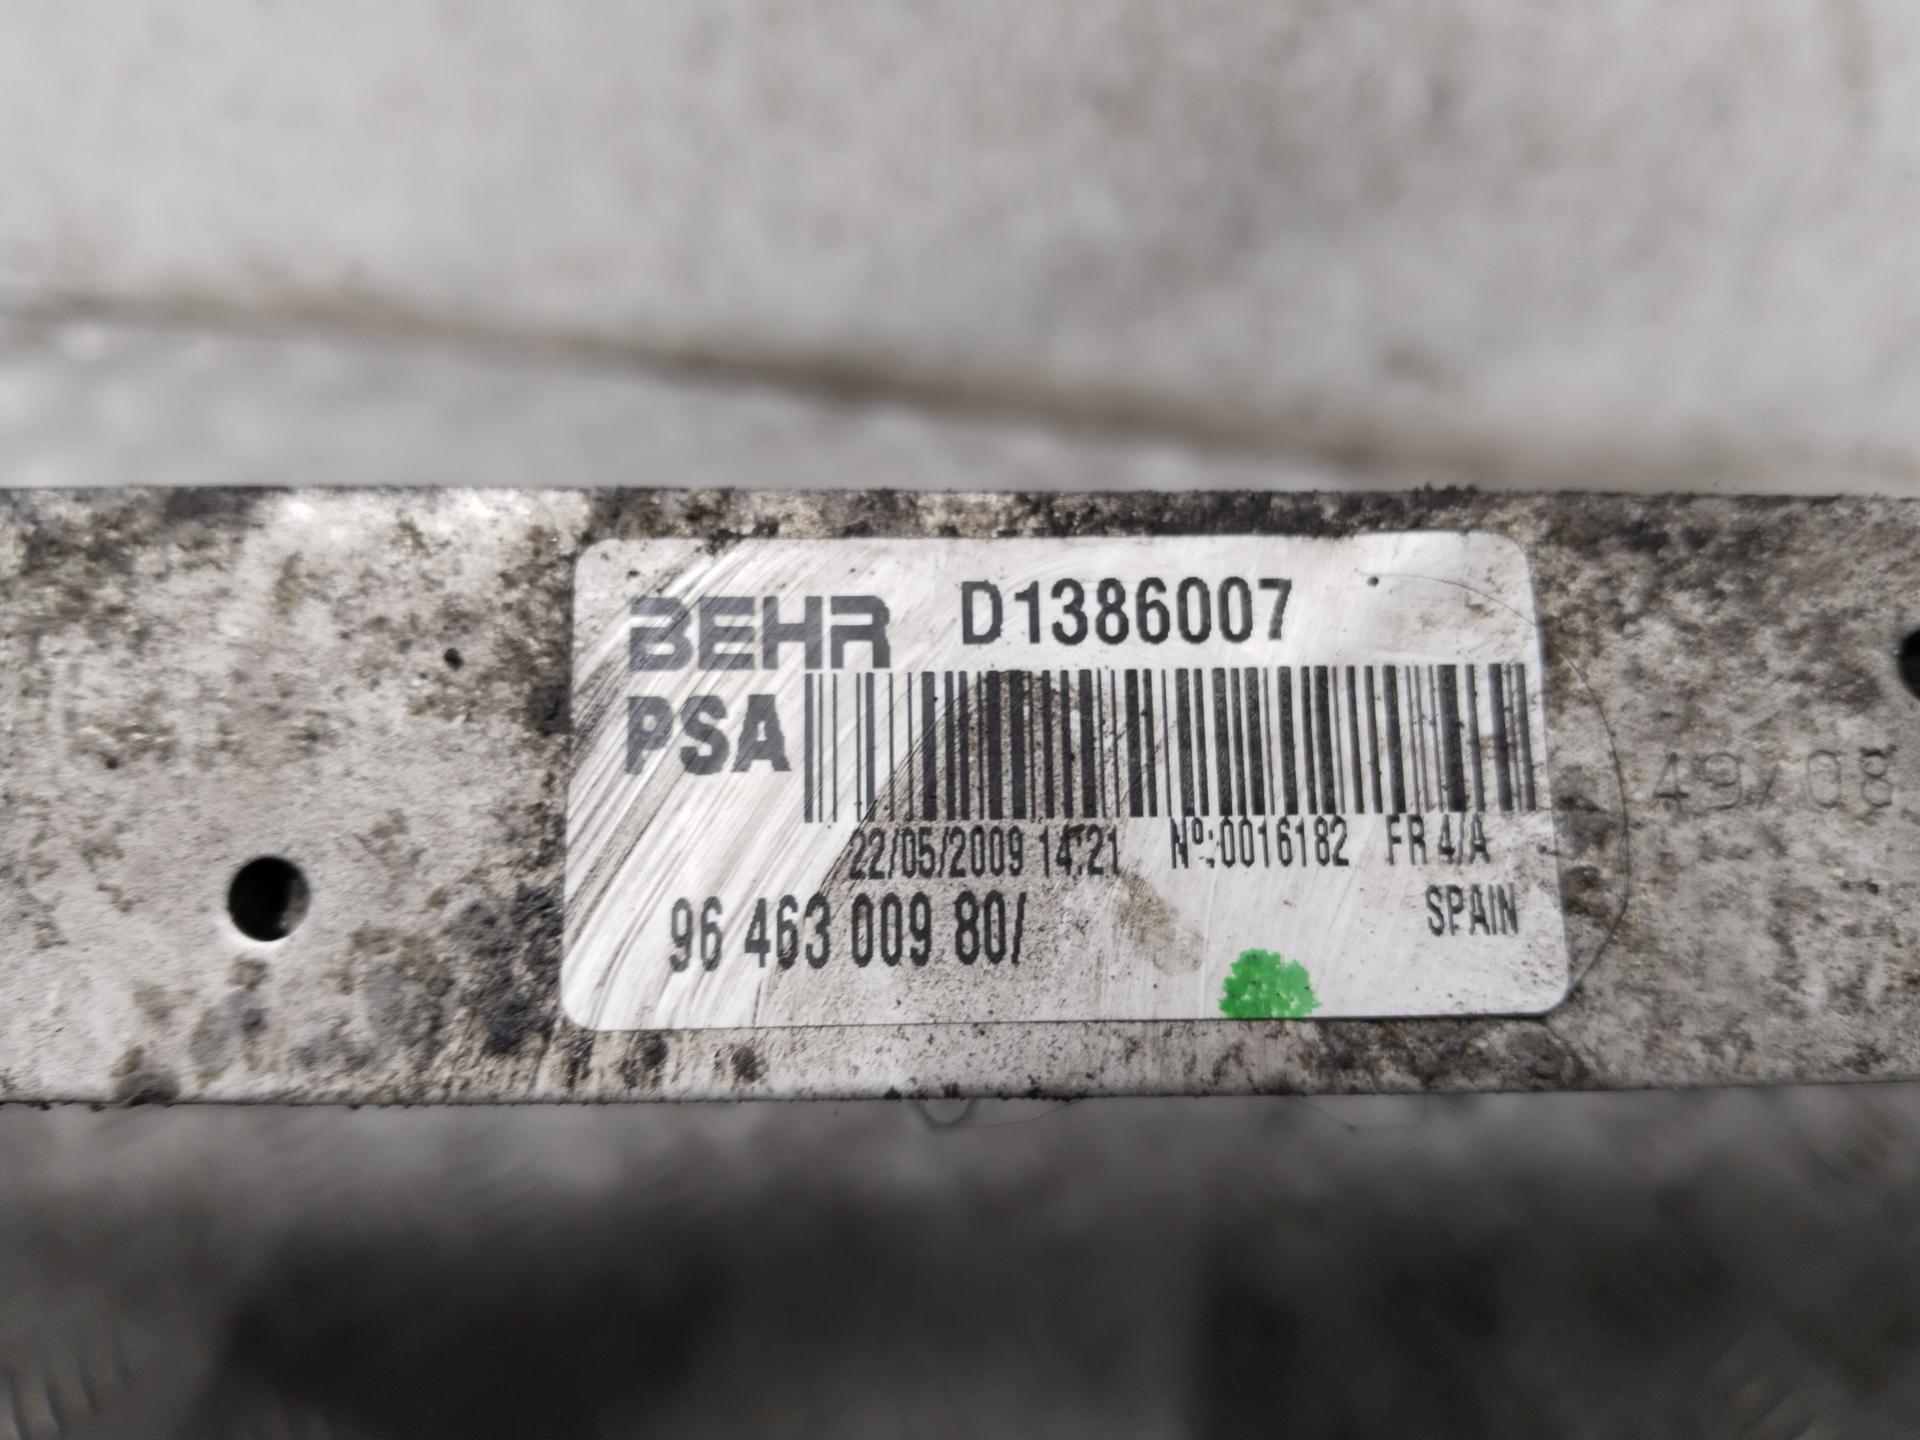 BEHR D1386007
PSA
22/05/2009 14:21 Nº:0016182 FR 4/A
96 463 009 80/ SPAIN
49/08